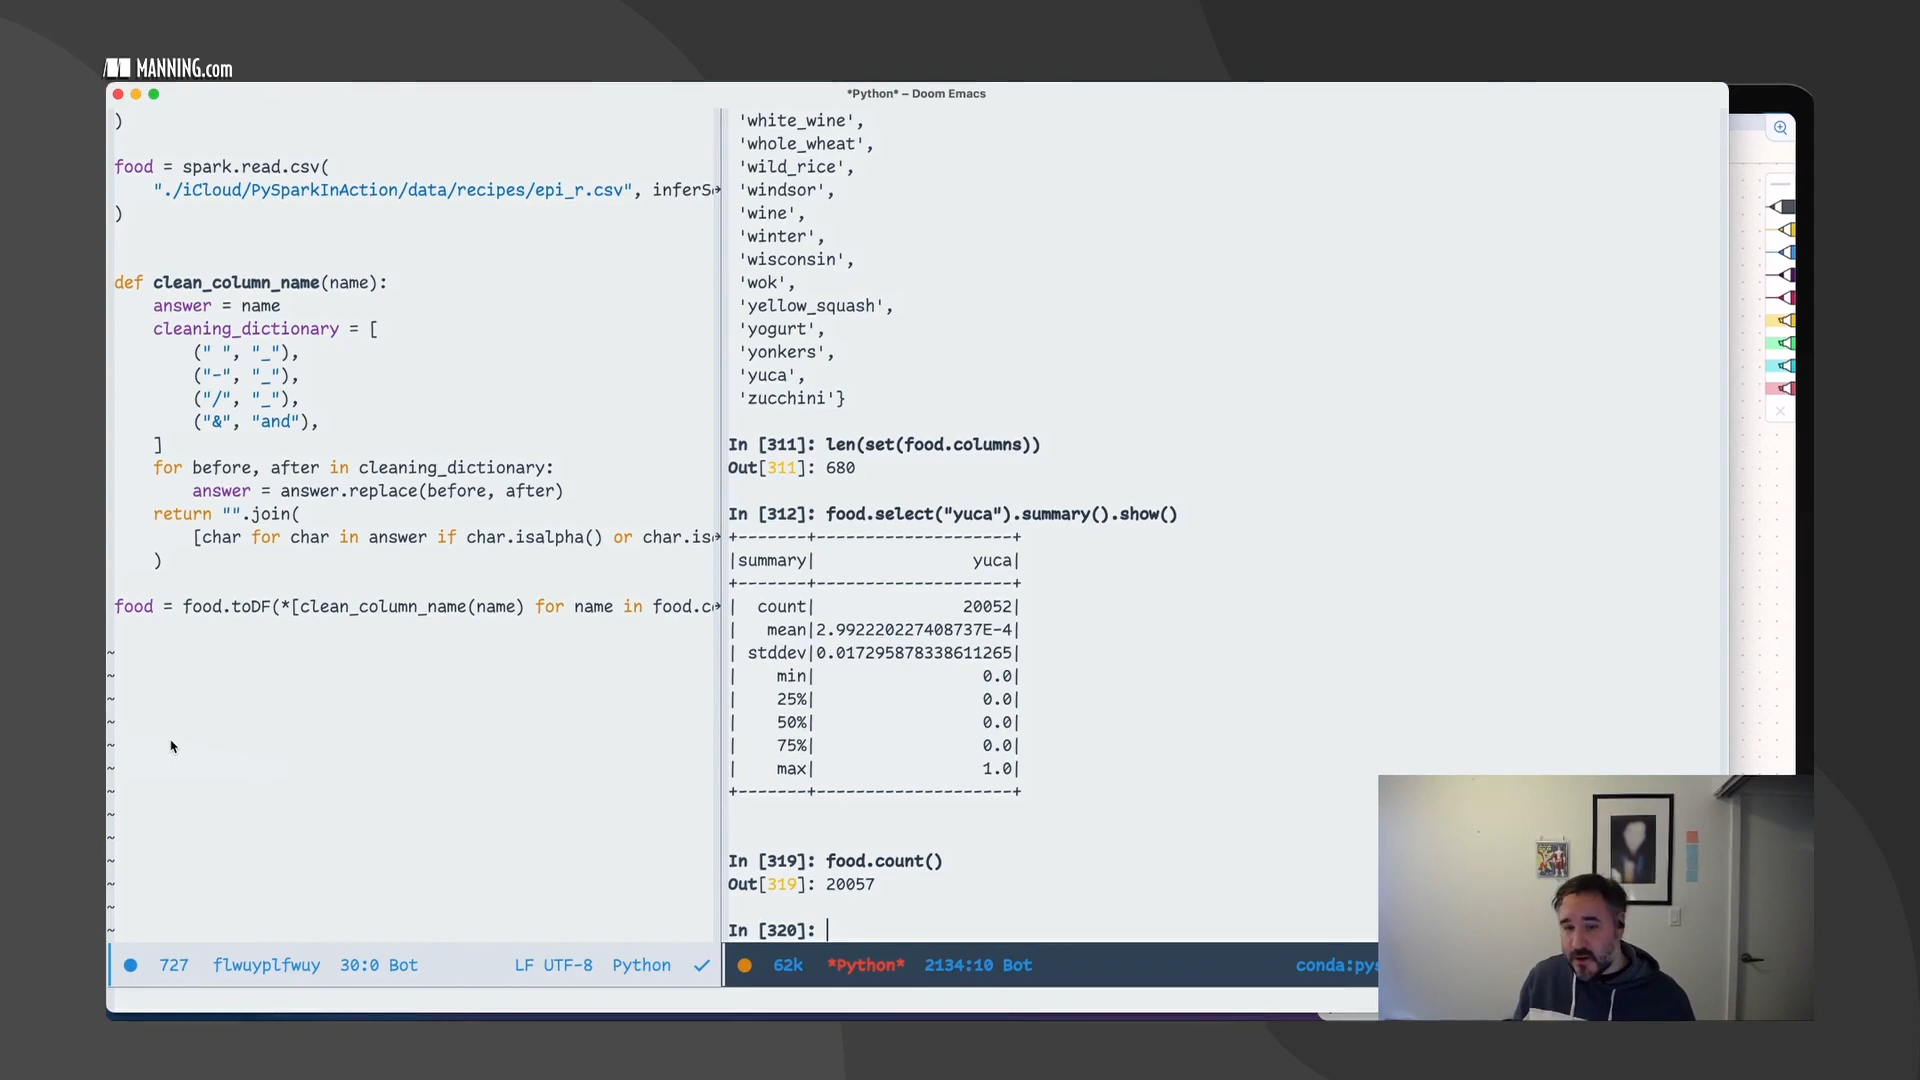 MANNING.com
*Python* – Doom Emacs
)
food = spark.read.csv(
"./iCloud/PySparkInAction/data/recipes/epi_r.csv", inferS
)
def clean_column_name(name):
answer = name
cleaning_dictionary = [
(" ", "_"),
("-", "_"),
("/", "_"),
("&", "and"),
]
for before, after in cleaning_dictionary:
answer = answer.replace(before, after)
return "".join(
[char for char in answer if char.isalpha() or char.is
)
food = food.toDF(*[clean_column_name(name) for name in food.c
~
~
~
~
~
~
~
~
~
~
~
~
~
727 flwuyplfwuy 30:0 Bot LF UTF-8 Python
'white_wine',
'whole_wheat',
'wild_rice',
'windsor',
'wine',
'winter',
'wisconsin',
'wok',
'yellow_squash',
'yogurt',
'yonkers',
'yuca',
'zucchini'}
In [311]: len(set(food.columns))
Out[311]: 680
In [312]: food.select("yuca").summary().show()
+-------+--------------------+
|summary| yuca|
+-------+--------------------+
| count| 20052|
| mean|2.992220227408737E-4|
| stddev|0.017295878338611265|
| min| 0.0|
| 25%| 0.0|
| 50%| 0.0|
| 75%| 0.0|
| max| 1.0|
+-------+--------------------+
In [319]: food.count()
Out[319]: 20057
In [320]:
62k *Python* 2134:10 Bot conda:pys